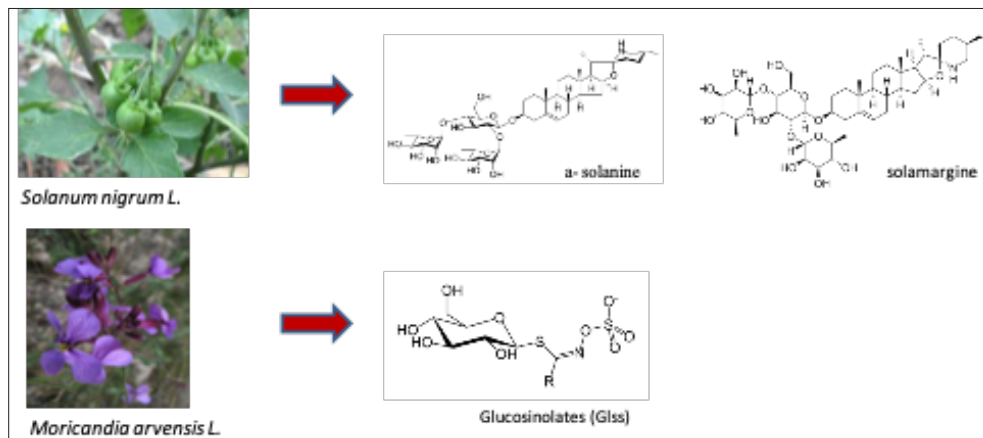 a- solanine
solamargine
Solanum nigrum L.
Glucosinolates (Glss)
Moricandia arvensis L.